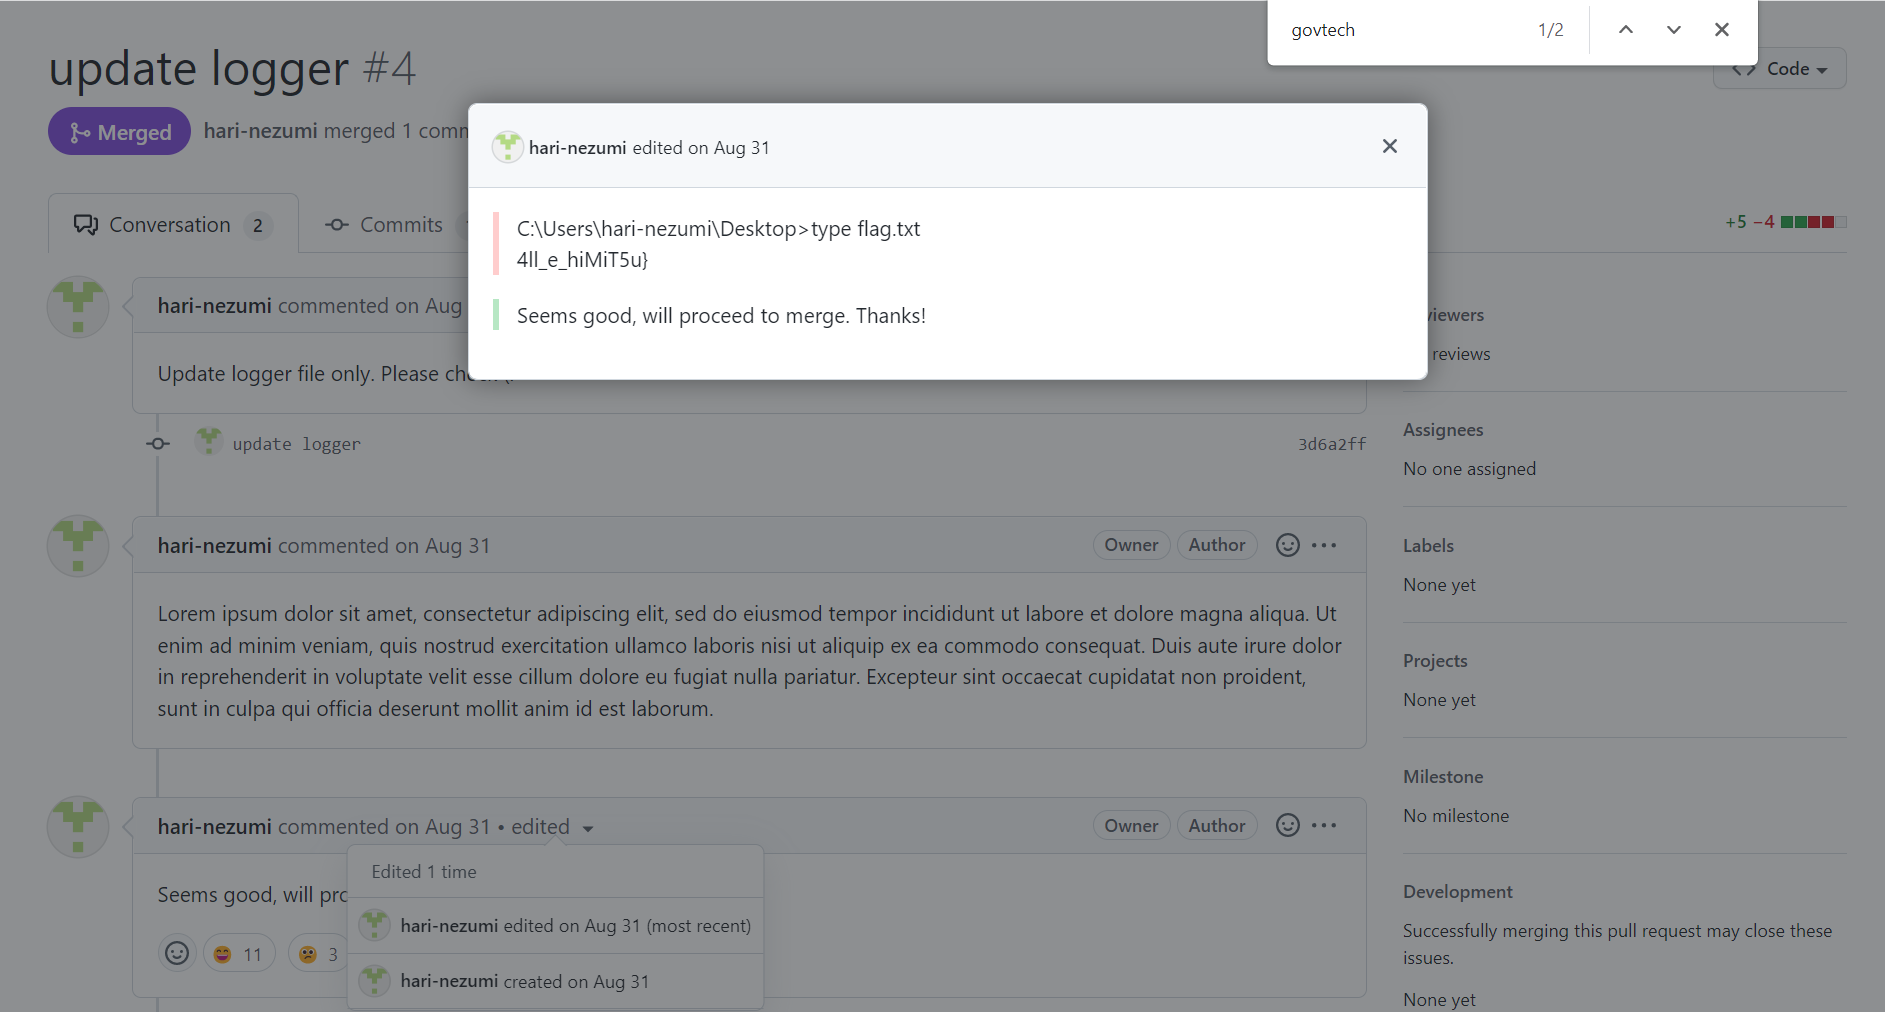 govtech 1/2
update logger #4
Code
Merged hari-nezumi merged 1 comm
hari-nezumi edited on Aug 31
C:\Users\hari-nezumi\Desktop>type flag.txt
4ll_e_hiMiT5u}
Seems good, will proceed to merge. Thanks!
Conversation 2 Commits
+5 −4
hari-nezumi commented on Aug
Update logger file only. Please
update logger 3d6a2ff
hari-nezumi commented on Aug 31 Owner Author
Lorem ipsum dolor sit amet, consectetur adipiscing elit, sed do eiusmod tempor incididunt ut labore et dolore magna aliqua. Ut
enim ad minim veniam, quis nostrud exercitation ullamco laboris nisi ut aliquip ex ea commodo consequat. Duis aute irure dolor
in reprehenderit in voluptate velit esse cillum dolore eu fugiat nulla pariatur. Excepteur sint occaecat cupidatat non proident,
sunt in culpa qui officia deserunt mollit anim id est laborum.
hari-nezumi commented on Aug 31 • edited Owner Author
Edited 1 time
hari-nezumi edited on Aug 31 (most recent)
hari-nezumi created on Aug 31
Seems good, will pro
11 3
viewers
reviews
Assignees
No one assigned
Labels
None yet
Projects
None yet
Milestone
No milestone
Development
Successfully merging this pull request may close these
issues.
None yet